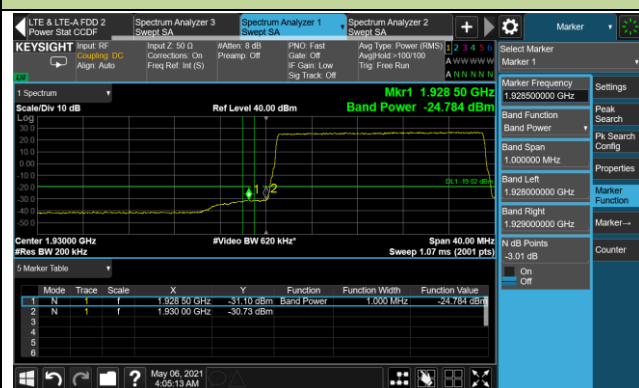 LTE & LTE-A FDD 2
Power Stat CCDF
Spectrum Analyzer 3
Swept SA
Spectrum Analyzer 1
Swept SA
Spectrum Analyzer 2
Swept SA
+
Marker
KEYSIGHT
Input: RF
Coupling: DC
Align: Auto
Input Z: 50 Ω
Corrections: On
Freq Ref: Int (S)
#Atten: 8 dB
Preamp: Off
PNO: Fast
Gate: Off
IF Gain: Low
Sig Track: Off
Avg Type: Power (RMS)
Avg|Hold >100/100
Trig: Free Run
1 2 3 4 5 6
A W W W W W
A N N N N N
LXI
1 Spectrum
Scale/Div 10 dB
Ref Level 40.00 dBm
Mkr1 1.928 50 GHz
Band Power -24.784 dBm
Log
30.0
20.0
10.0
0.00
-10.0
-20.0
-30.0
-40.0
-50.0
DL1 -19.02 dBm
1
2
Center 1.93000 GHz
#Res BW 200 kHz
#Video BW 620 kHz*
Span 40.00 MHz
Sweep 1.07 ms (2001 pts)
5 Marker Table
Mode Trace Scale X Y Function Function Width Function Value
1 N 1 f 1.928 50 GHz -31.10 dBm Band Power 1.000 MHz -24.784 dBm
2 N 1 f 1.930 00 GHz -30.73 dBm
3
4
5
6
Select Marker
Marker 1
Marker Frequency
1.928500000 GHz
Band Function
Band Power
Band Span
1.000000 MHz
Band Left
1.928000000 GHz
Band Right
1.929000000 GHz
N dB Points
-3.01 dB
On
Off
Settings
Peak
Search
Pk Search
Config
Properties
Marker
Function
Marker→
Counter
?
May 06, 2021
4:05:13 AM